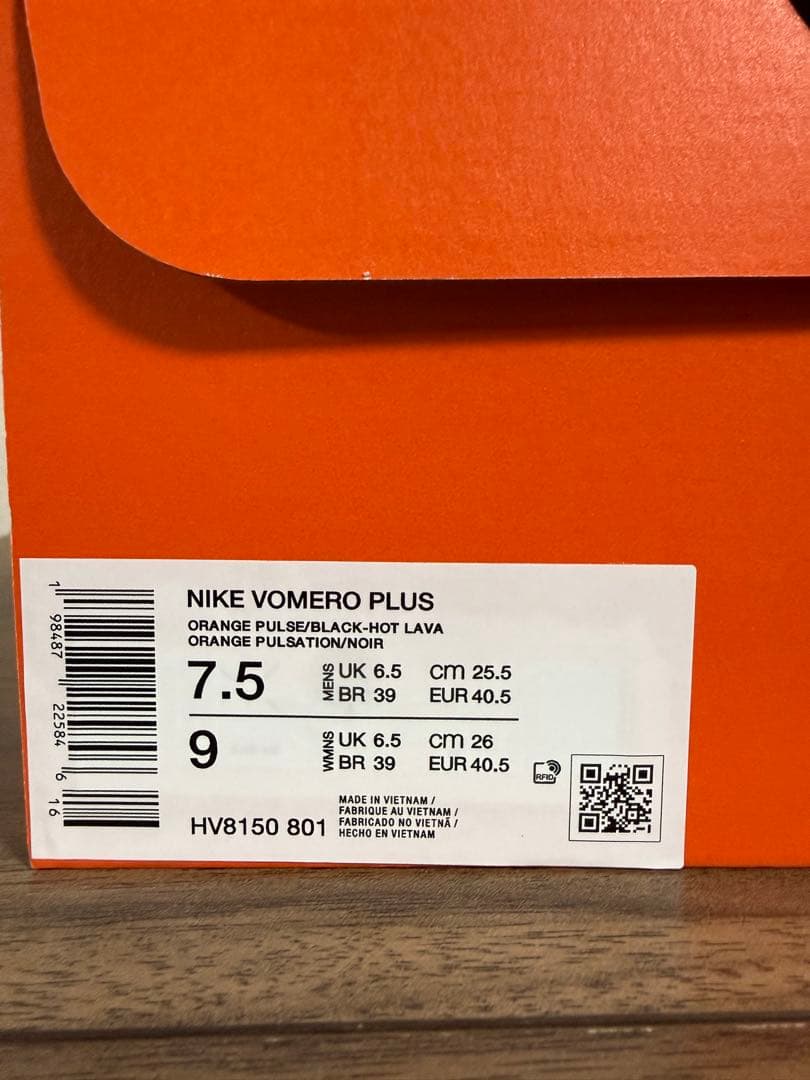 1 98487 22584 6 16
NIKE VOMERO PLUS
ORANGE PULSE/BLACK-HOT LAVA
ORANGE PULSATION/NOIR
7.5 MENS UK 6.5 cm 25.5
BR 39 EUR 40.5
9 WMNS UK 6.5 cm 26
BR 39 EUR 40.5
RFID
HV8150 801
MADE IN VIETNAM /
FABRIQUE AU VIETNAM /
FABRICADO NO VIETNÃ /
HECHO EN VIETNAM